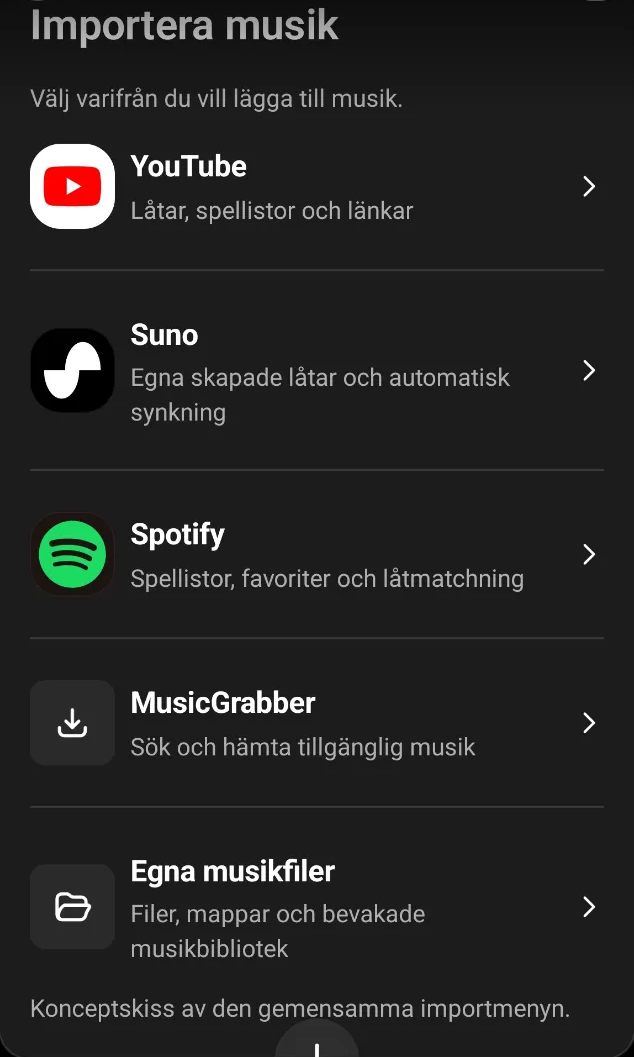 Importera musik
Välj varifrån du vill lägga till musik.
YouTube
Låtar, spellistor och länkar
Suno
Egna skapade låtar och automatisk
synkning
Spotify
Spellistor, favoriter och låtmatchning
MusicGrabber
Sök och hämta tillgänglig musik
Egna musikfiler
Filer, mappar och bevakade
musikbibliotek
Konceptskiss av den gemensamma importmenyn.